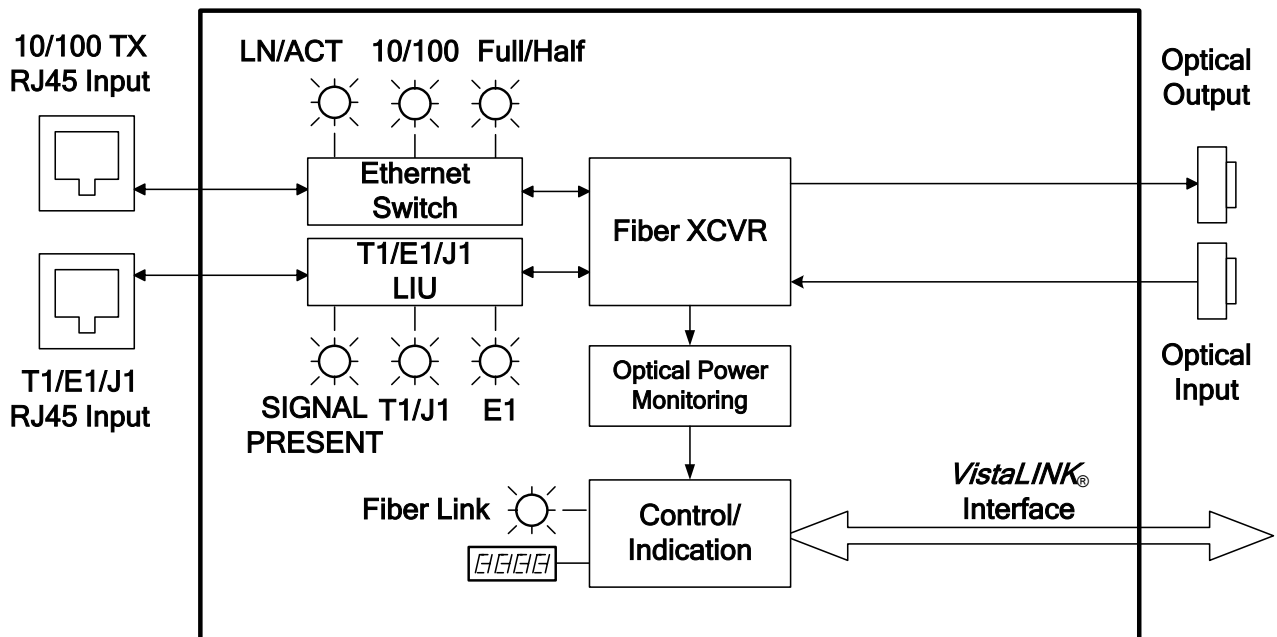 10/100 TX
RJ45 Input
LN/ACT
10/100
Full/Half
Optical
Output
Ethernet
Switch
Fiber XCVR
T1/E1/J1
LIU
T1/E1/J1
RJ45 Input
SIGNAL
PRESENT
T1/J1
E1
Optical Power
Monitoring
Optical
Input
Fiber Link
Control/
Indication
VistaLINK®
Interface
8888